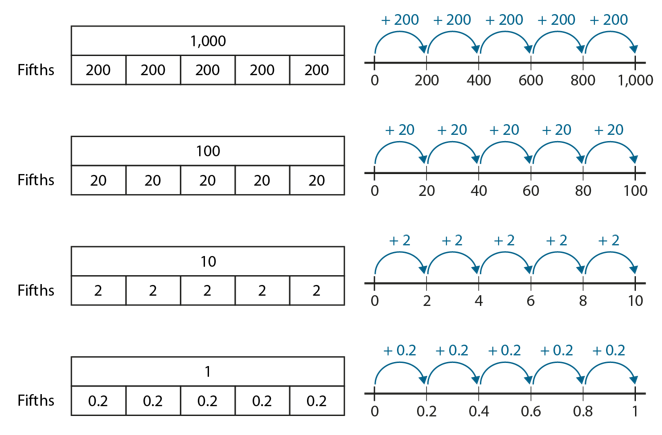 1,000
Fifths 200 200 200 200 200
+ 200 + 200 + 200 + 200 + 200
0 200 400 600 800 1,000
100
Fifths 20 20 20 20 20
+ 20 + 20 + 20 + 20 + 20
0 20 40 60 80 100
10
Fifths 2 2 2 2 2
+ 2 + 2 + 2 + 2 + 2
0 2 4 6 8 10
1
Fifths 0.2 0.2 0.2 0.2 0.2
+ 0.2 + 0.2 + 0.2 + 0.2 + 0.2
0 0.2 0.4 0.6 0.8 1